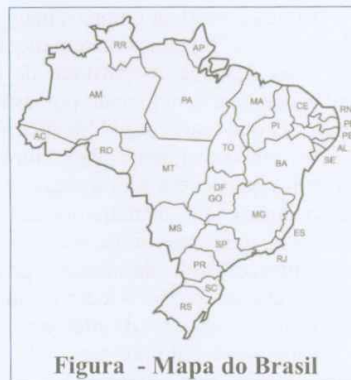 RR
AP
AM
PA
MA
CE
RN
PI
AC
RO
TO
AL
SE
MT
BA
DF
GO
MG
MS
ES
SP
RJ
PR
SC
RS
Figura - Mapa do Brasil